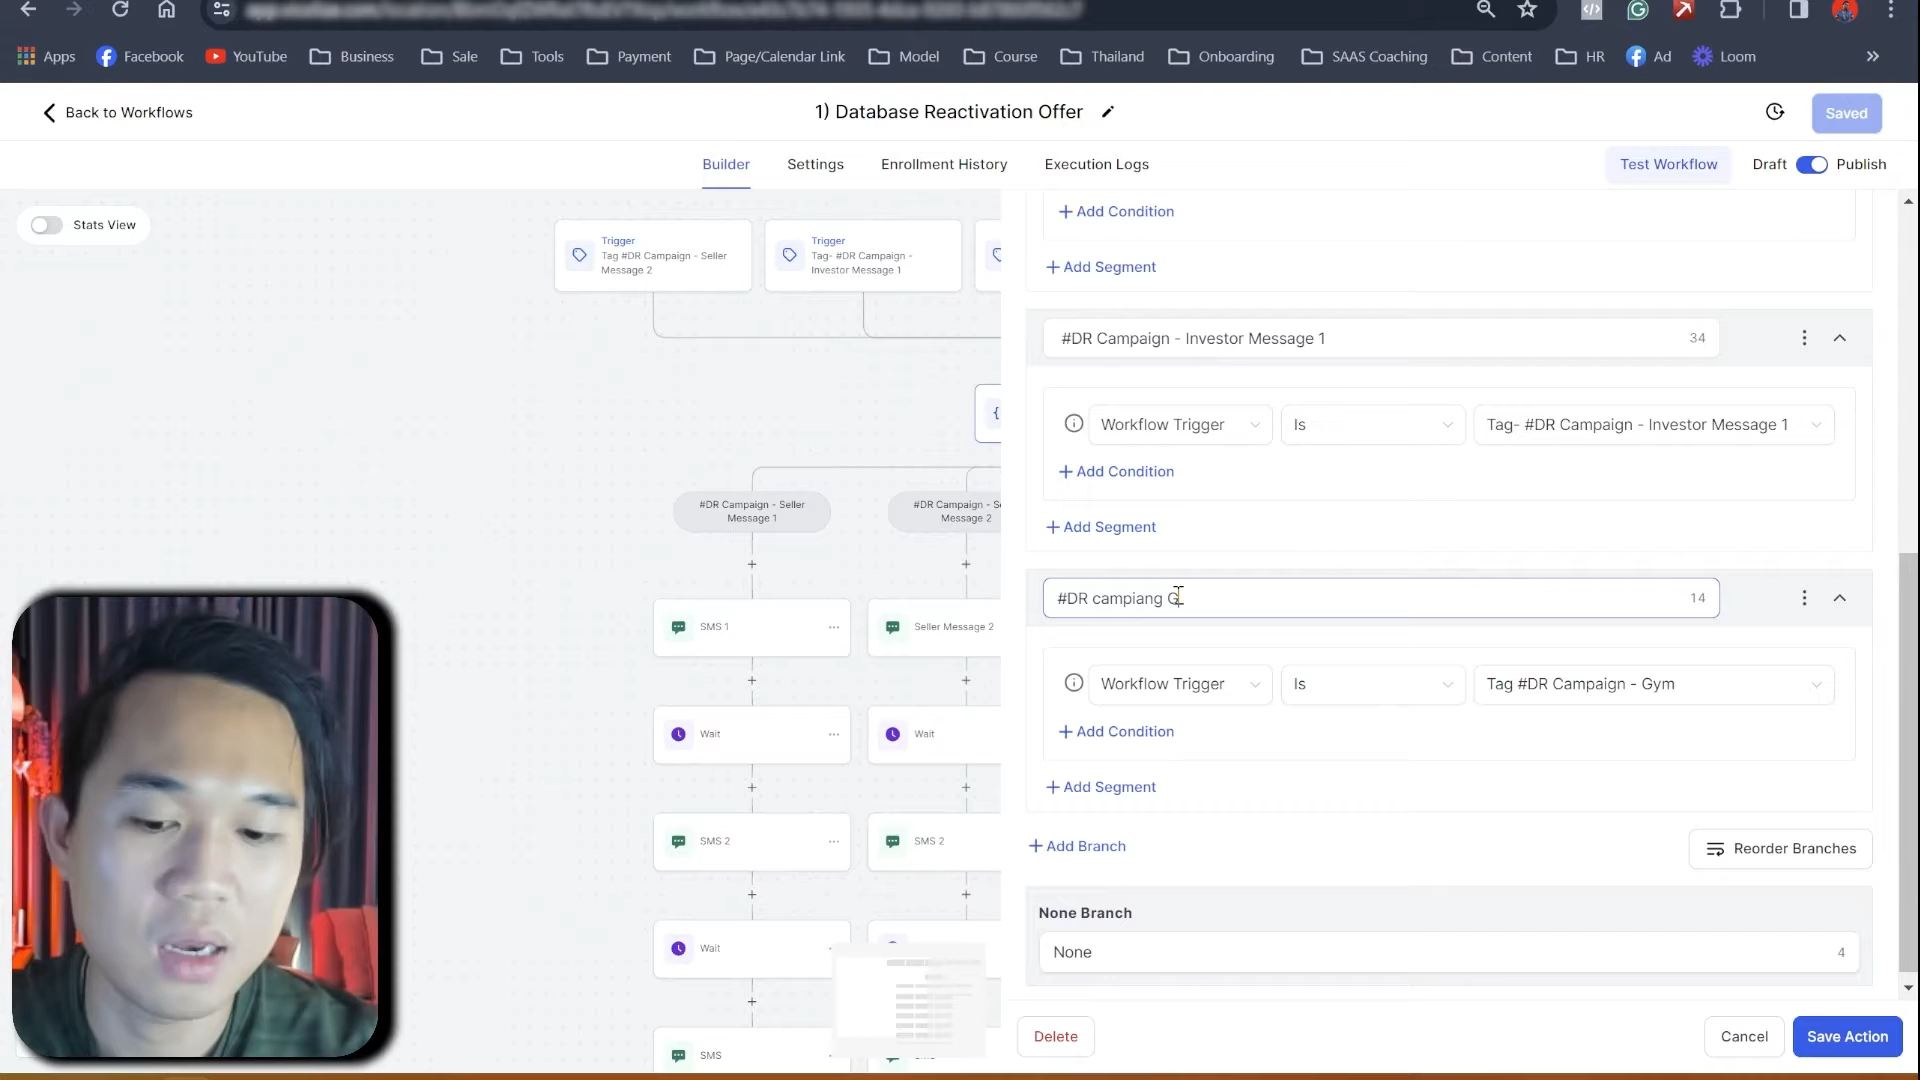 Apps
Facebook
YouTube
Business
Sale
Tools
Payment
Page/Calendar Link
Model
Course
Thailand
Onboarding
SAAS Coaching
Content
HR
Ad
Loom
Back to Workflows
1) Database Reactivation Offer
Saved
Builder
Settings
Enrollment History
Execution Logs
Test Workflow
Draft
Publish
Stats View
Trigger
Tag #DR Campaign - Seller
Message 2
Trigger
Tag- #DR Campaign -
Investor Message 1
#DR Campaign - Seller
Message 1
#DR Campaign - Se
Message 2
SMS 1
Seller Message 2
Wait
Wait
SMS 2
SMS 2
Wait
SMS
+ Add Condition
+ Add Segment
#DR Campaign - Investor Message 1
34
Workflow Trigger
Is
Tag- #DR Campaign - Investor Message 1
+ Add Condition
+ Add Segment
#DR campiang G
14
Workflow Trigger
Is
Tag #DR Campaign - Gym
+ Add Condition
+ Add Segment
+ Add Branch
Reorder Branches
None Branch
None
4
Delete
Cancel
Save Action